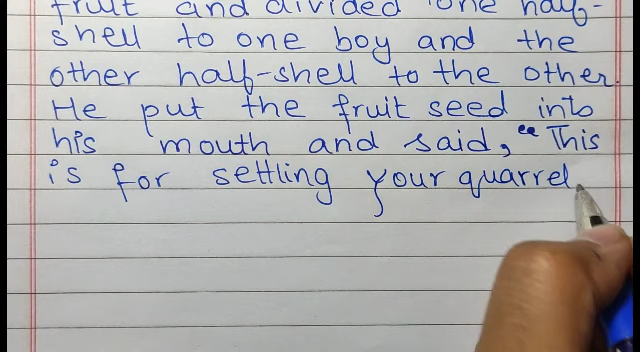 fruit and divided one half-
shell to one boy and the
other half-shell to the other.
He put the fruit seed into
his mouth and said, "This
is for settling your quarrel